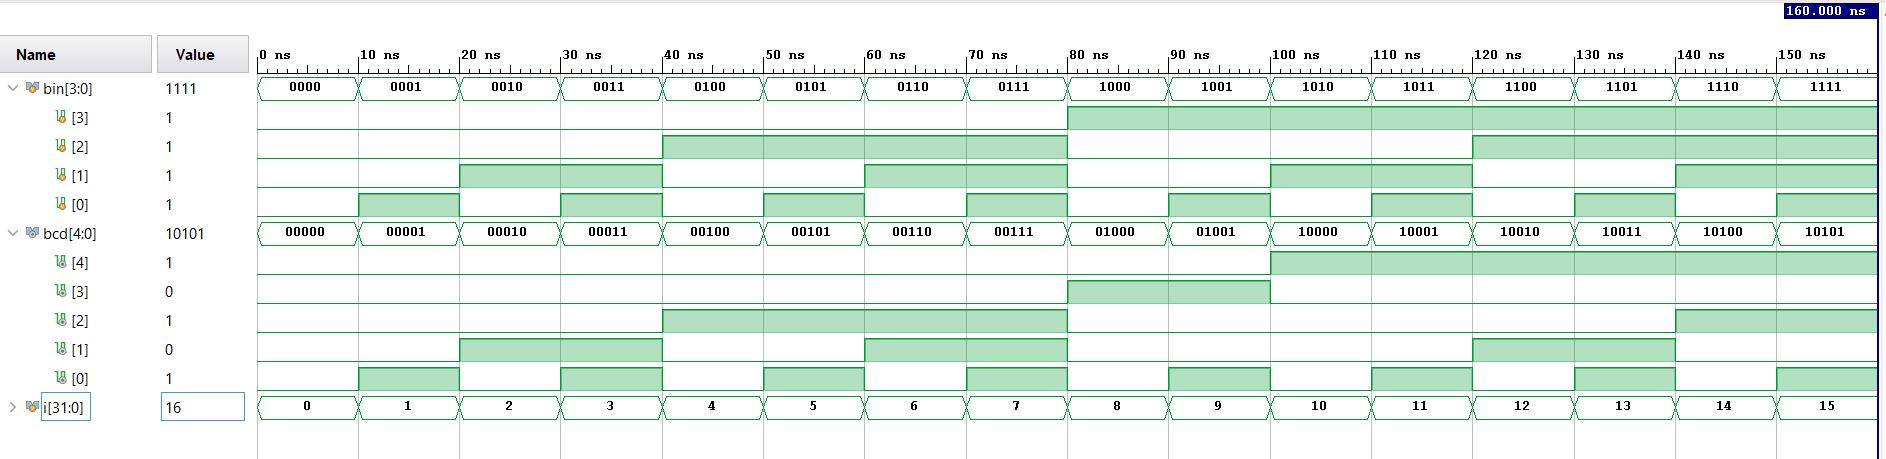 160.000 ns
Name Value 0 ns 10 ns 20 ns 30 ns 40 ns 50 ns 60 ns 70 ns 80 ns 90 ns 100 ns 110 ns 120 ns 130 ns 140 ns 150 ns
bin[3:0] 1111 0000 0001 0010 0011 0100 0101 0110 0111 1000 1001 1010 1011 1100 1101 1110 1111
[3] 1
[2] 1
[1] 1
[0] 1
bcd[4:0] 10101 00000 00001 00010 00011 00100 00101 00110 00111 01000 01001 10000 10001 10010 10011 10100 10101
[4] 1
[3] 0
[2] 1
[1] 0
[0] 1
i[31:0] 16 0 1 2 3 4 5 6 7 8 9 10 11 12 13 14 15